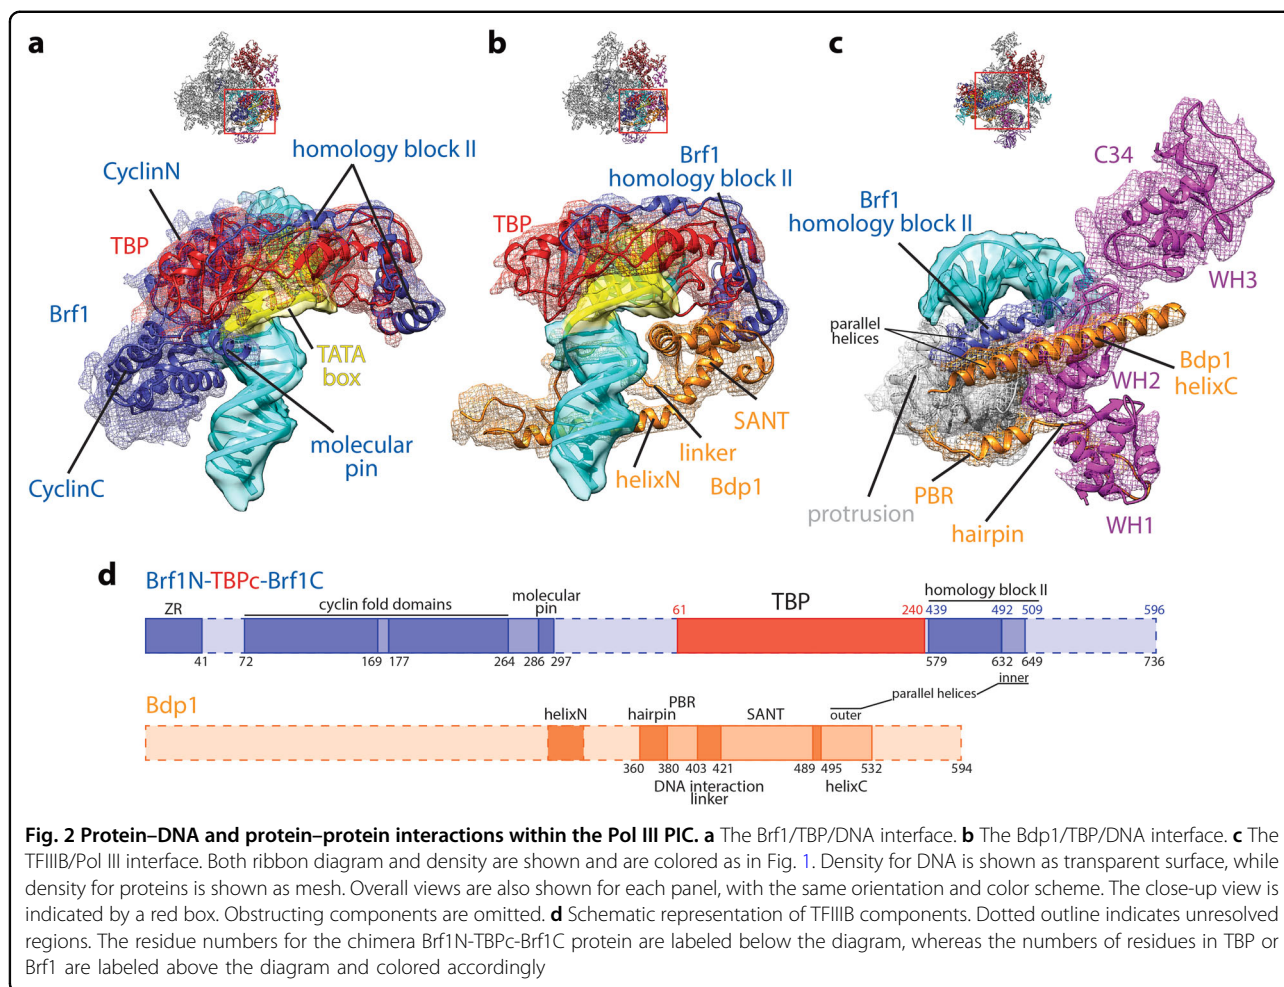 a
b
c
homology block II
CyclinN
TBP
Brf1
TATA
box
molecular
pin
CyclinC
Brf1
homology block II
TBP
SANT
linker
helixN
Bdp1
C34
Brf1
homology block II
WH3
parallel
helices
Bdp1
helixC
WH2
PBR
protrusion
hairpin
WH1
d
Brf1N-TBPc-Brf1C
ZR
cyclin fold domains
molecular
pin
61
TBP
240
homology block II
439
492
509
596
41
72
169
177
264
286
297
579
632
649
736
inner
parallel helices
outer
Bdp1
helixN
hairpin
PBR
SANT
360
380
403
421
489
495
532
594
DNA interaction
linker
helixC
Fig. 2 Protein–DNA and protein–protein interactions within the Pol III PIC. a The Brf1/TBP/DNA interface. b The Bdp1/TBP/DNA interface. c The
TFIIIB/Pol III interface. Both ribbon diagram and density are shown and are colored as in Fig. 1. Density for DNA is shown as transparent surface, while
density for proteins is shown as mesh. Overall views are also shown for each panel, with the same orientation and color scheme. The close-up view is
indicated by a red box. Obstructing components are omitted. d Schematic representation of TFIIIB components. Dotted outline indicates unresolved
regions. The residue numbers for the chimera Brf1N-TBPc-Brf1C protein are labeled below the diagram, whereas the numbers of residues in TBP or
Brf1 are labeled above the diagram and colored accordingly